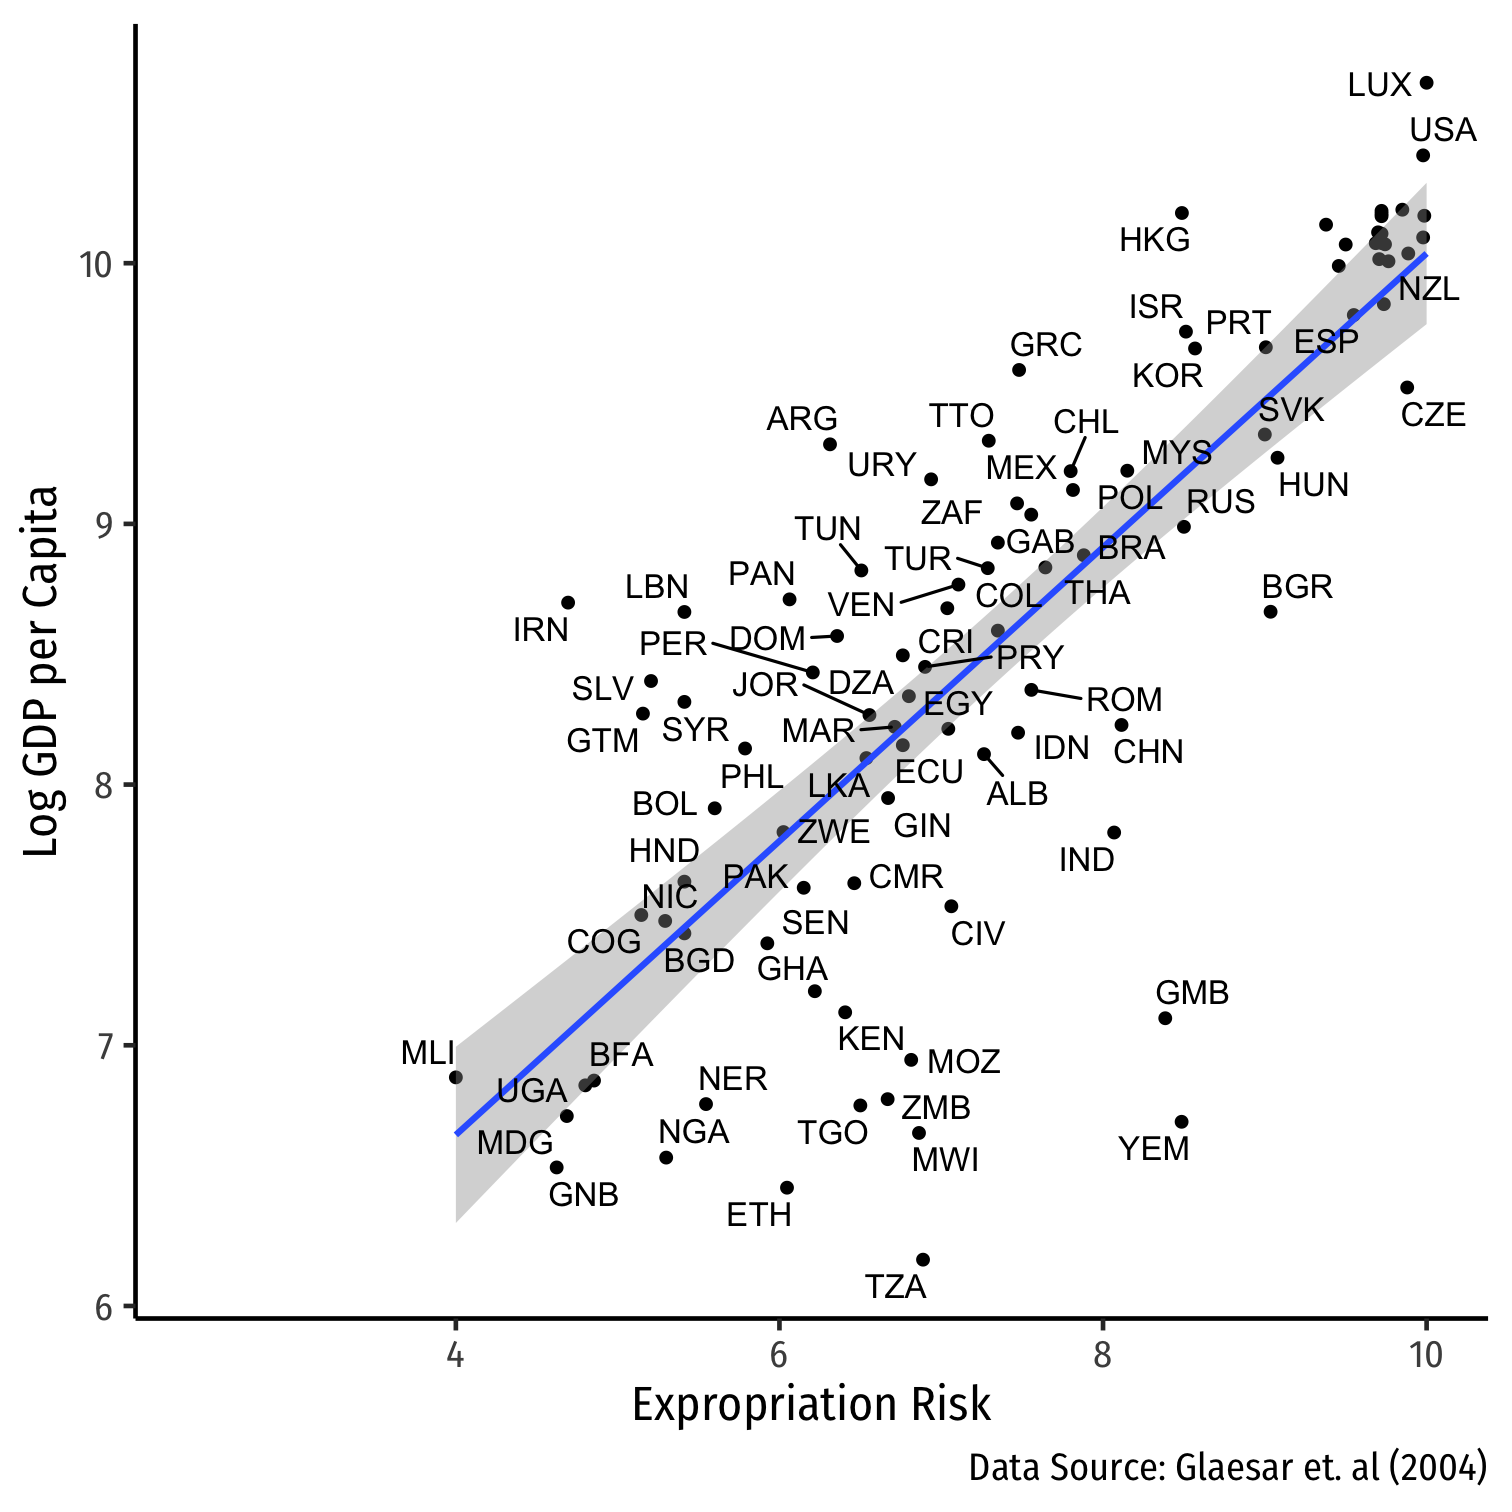 LUX
USA
HKG
10
NZL
ISR
PRT
ESP
GRC
KOR
ARG
TTO
CHL
SVK
CZE
URY
MEX
MYS
HUN
ZAF
POL
RUS
9
TUN
GAB
BRA
TUR
PAN
LBN
VEN
COL
THA
BGR
IRN
PER
DOM
CRI
PRY
SLV
JOR
DZA
EGY
ROM
GTM
SYR
MAR
IDN
CHN
PHL
LKA
ECU
ALB
8
BOL
ZWE
GIN
HND
IND
PAK
CMR
NIC
SEN
CIV
COG
BGD
GHA
GMB
KEN
7
MLI
BFA
MOZ
UGA
NER
ZMB
MDG
NGA
TGO
MWI
YEM
GNB
ETH
TZA
6
Log GDP per Capita
4 6 8 10
Expropriation Risk
Data Source: Glaesar et. al (2004)